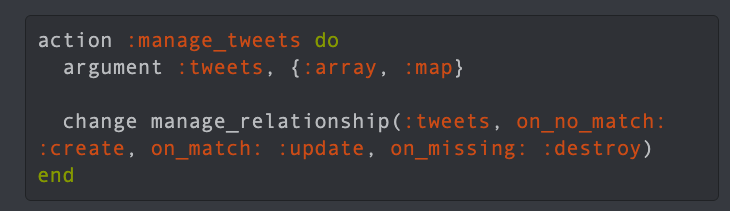 action :manage_tweets do
  argument :tweets, {:array, :map}

  change manage_relationship(:tweets, on_no_match:
:create, on_match: :update, on_missing: :destroy)
end